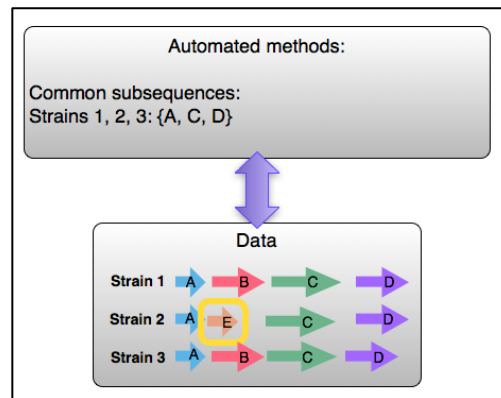 Automated methods:
Common subsequences:
Strains 1, 2, 3: {A, C, D}
Data
Strain 1 A B C D
Strain 2 A E C D
Strain 3 A B C D